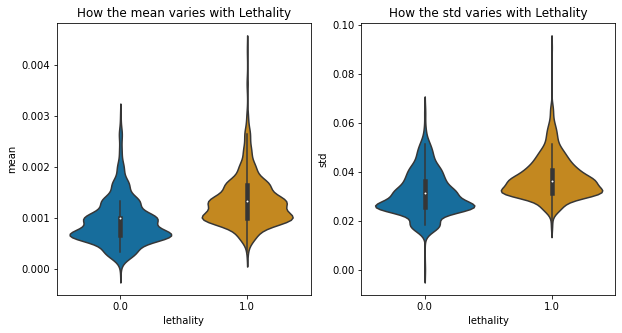 How the mean varies with Lethality
0.004
0.003
0.002
0.001
0.000
mean
0.0
1.0
lethality
How the std varies with Lethality
0.10
0.08
0.06
0.04
0.02
0.00
std
0.0
1.0
lethality